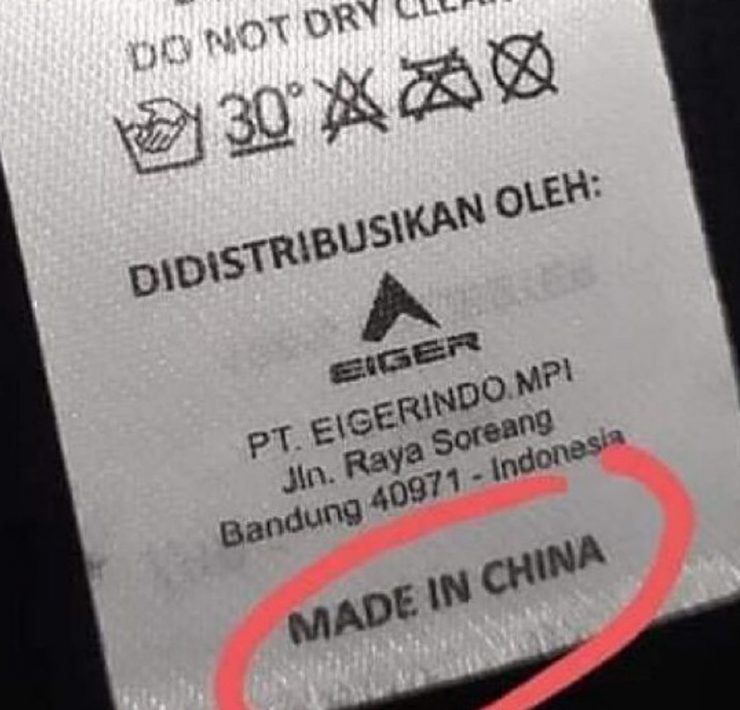 DO NOT DRY CLEAN
30°
DIDISTRIBUSIKAN OLEH:
EIGER
PT. EIGERINDO.MPI
Jln. Raya Soreang
Bandung 40971 - Indonesia
MADE IN CHINA